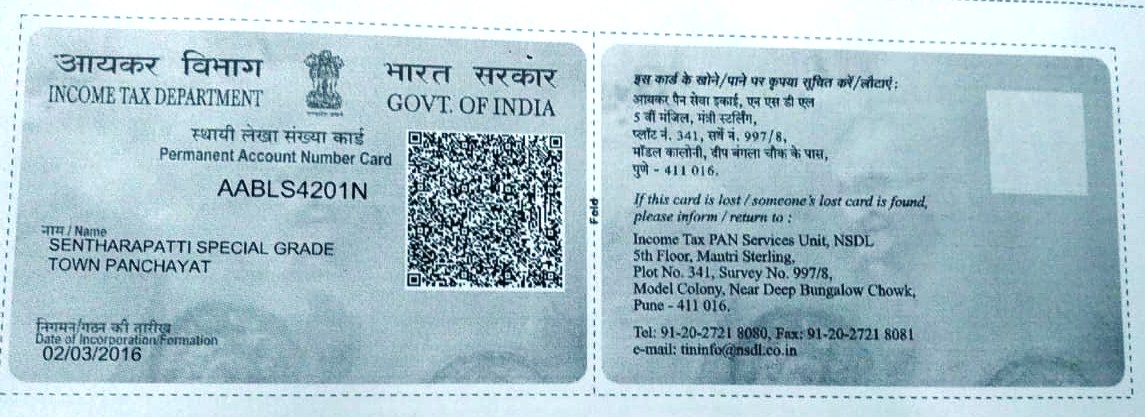 आयकर विभाग
INCOME TAX DEPARTMENT
भारत सरकार
GOVT. OF INDIA
स्थायी लेखा संख्या कार्ड
Permanent Account Number Card
AABLS4201N
नाम / Name
SENTHARAPATTI SPECIAL GRADE
TOWN PANCHAYAT
निगमन/गठन की तारीख
Date of Incorporation/Formation
02/03/2016
Fold
इस कार्ड के खोने/पाने पर कृपया सूचित करें/लौटाएं:
आयकर पैन सेवा इकाई, एन एस डी एल
5 वीं मंजिल, मंत्री स्टर्लिंग,
प्लॉट नं. 341, सर्वे नं. 997/8,
मॉडल कालोनी, दीप बंगला चौक के पास,
पुणे - 411 016.
If this card is lost / someone's lost card is found,
please inform / return to :
Income Tax PAN Services Unit, NSDL
5th Floor, Mantri Sterling,
Plot No. 341, Survey No. 997/8,
Model Colony, Near Deep Bungalow Chowk,
Pune - 411 016.
Tel: 91-20-2721 8080, Fax: 91-20-2721 8081
e-mail: tininfo@nsdl.co.in